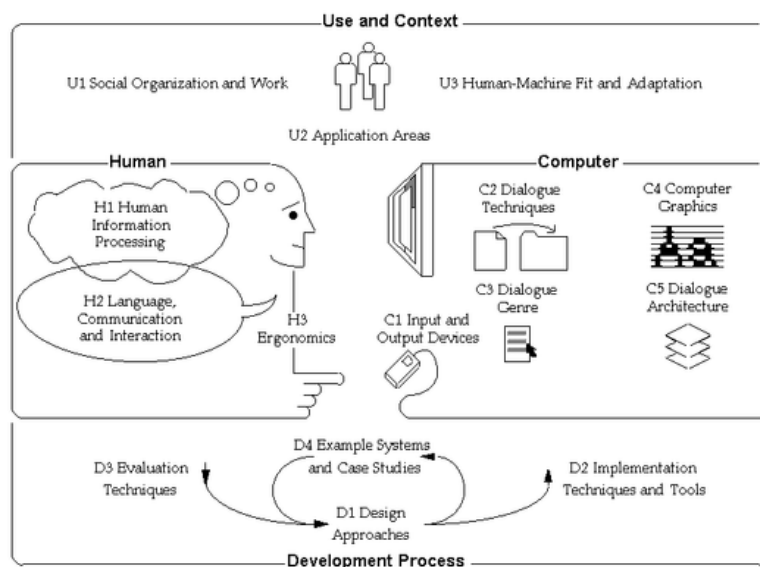 Use and Context
U1 Social Organization and Work
U3 Human-Machine Fit and Adaptation
U2 Application Areas
Human
H1 Human
Information
Processing
H2 Language,
Communication
and Interaction
H3
Ergonomics
Computer
C2 Dialogue
Techniques
C4 Computer
Graphics
C3 Dialogue
Genre
C5 Dialogue
Architecture
C1 Input and
Output Devices
D4 Example Systems
and Case Studies
D3 Evaluation
Techniques
D2 Implementation
Techniques and Tools
D1 Design
Approaches
Development Process